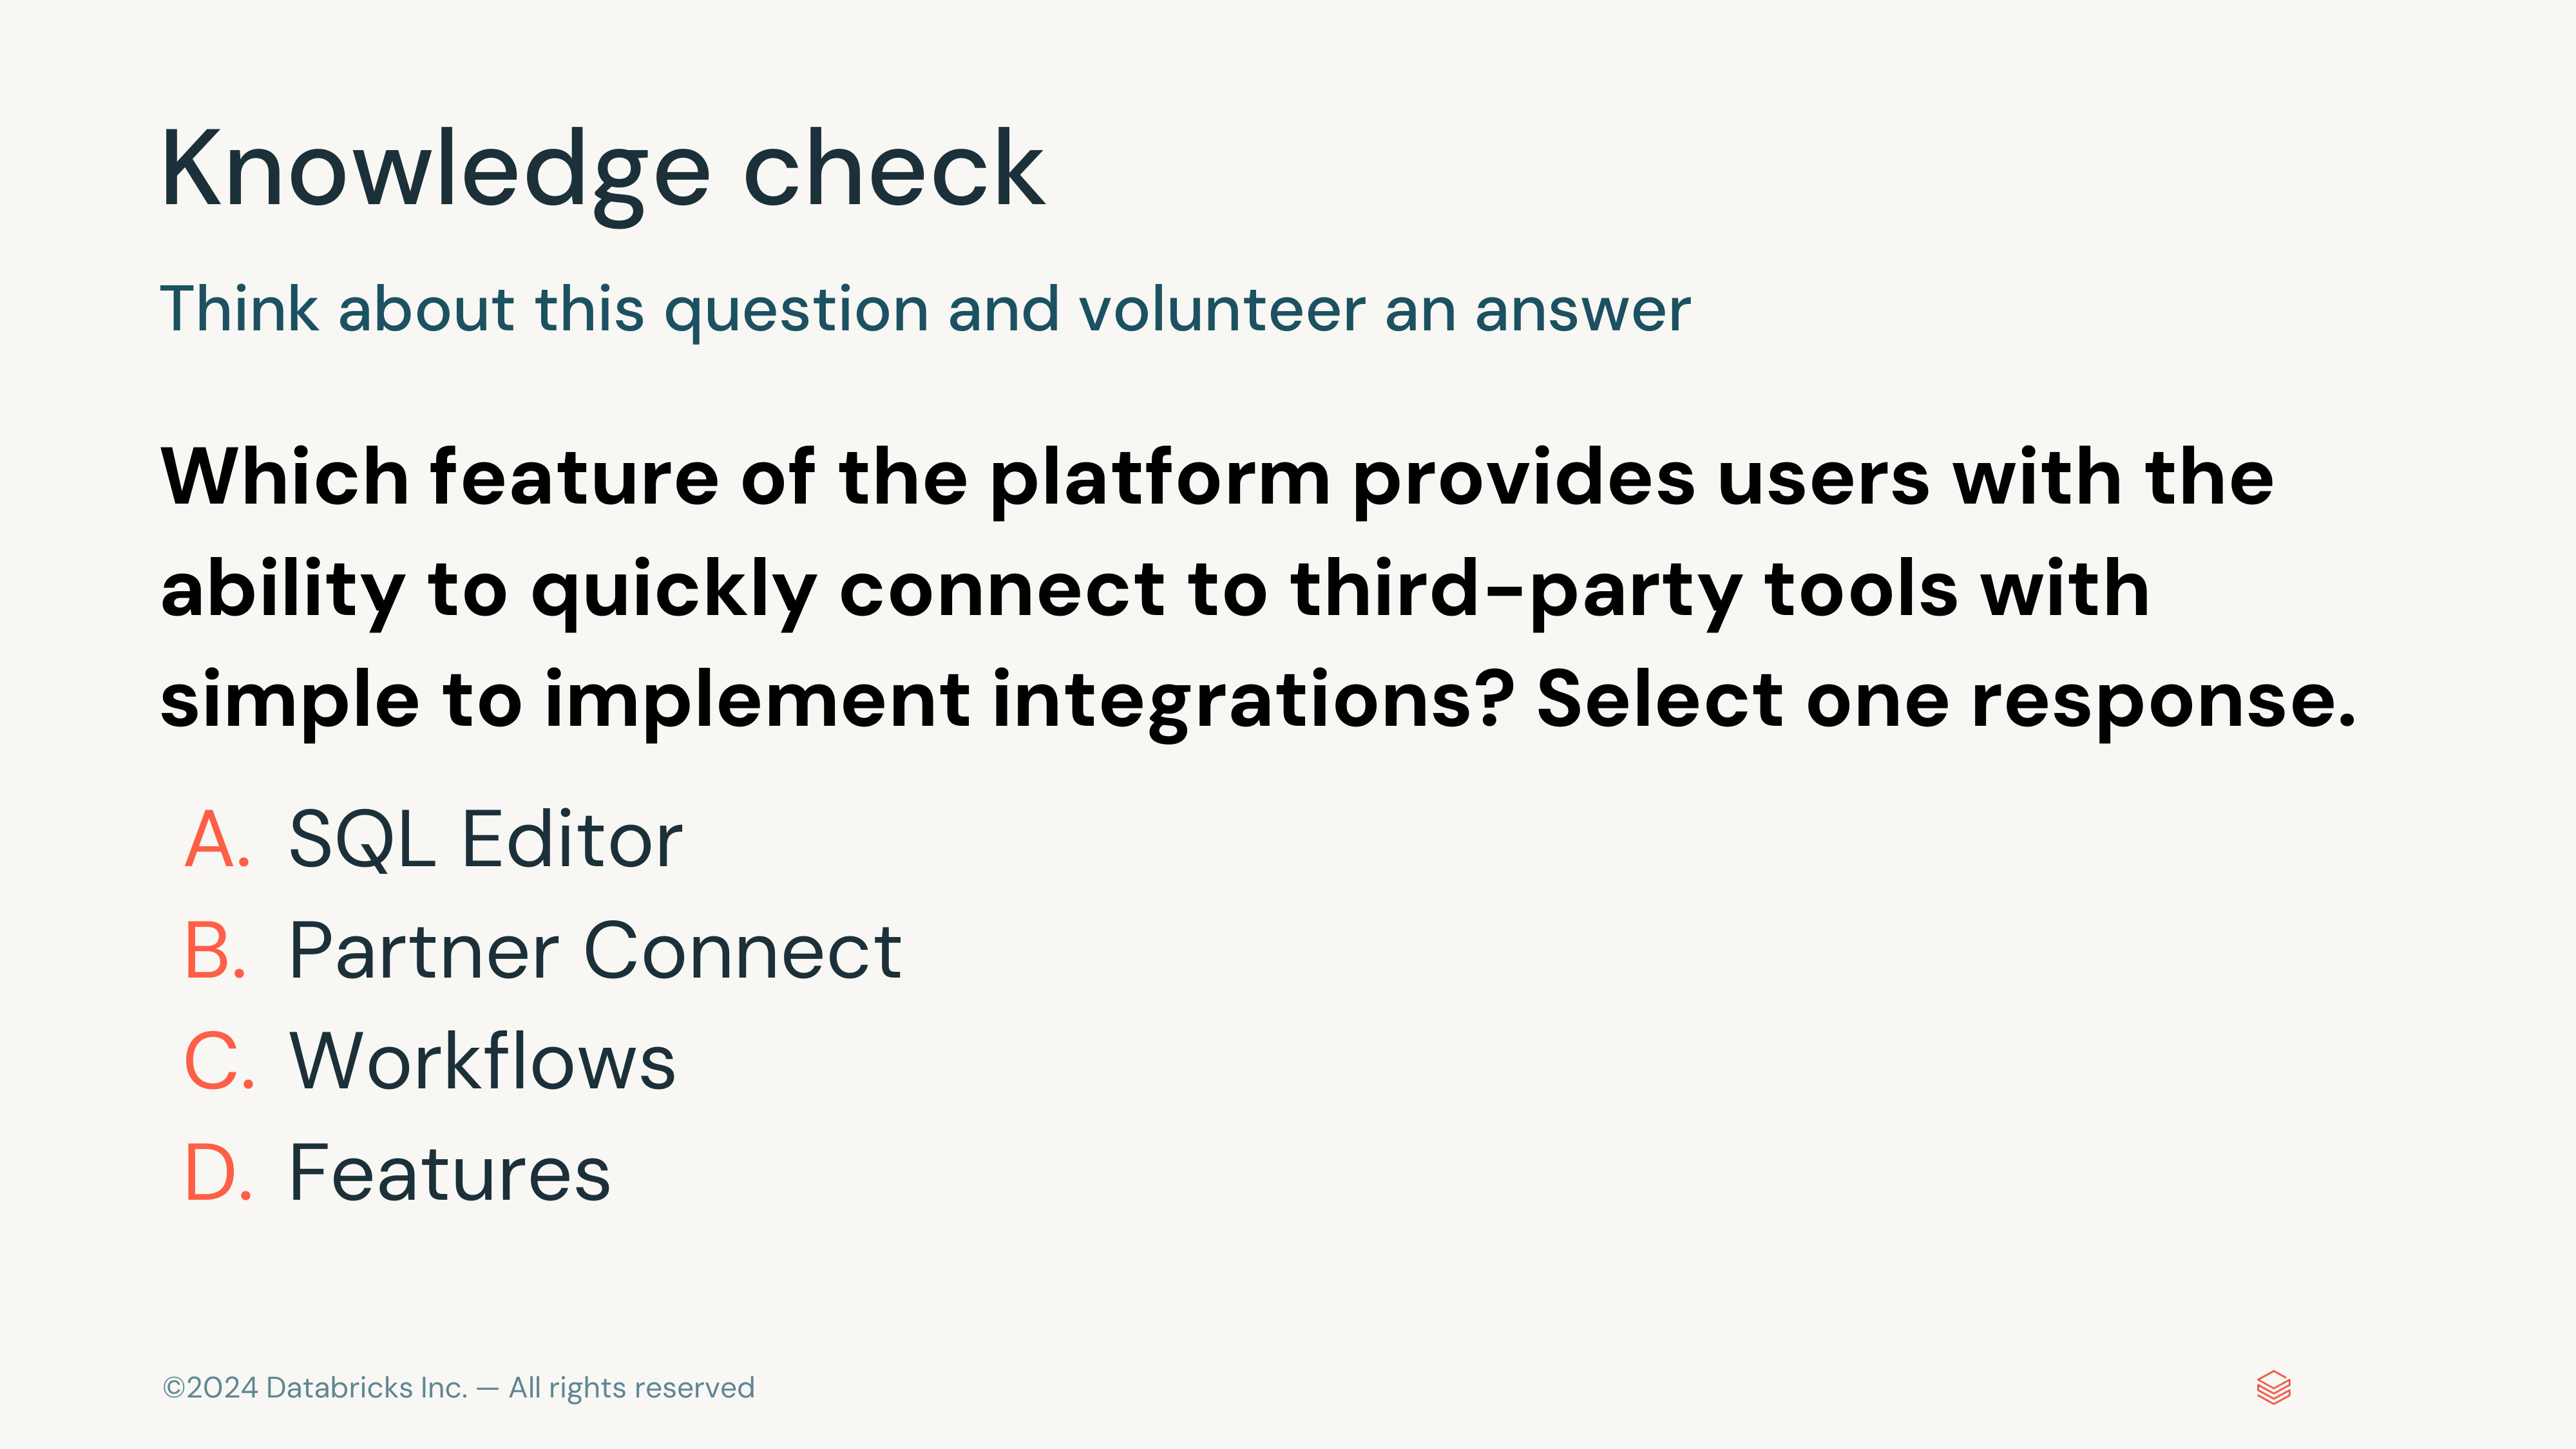 Knowledge check
Think about this question and volunteer an answer
Which feature of the platform provides users with the
ability to quickly connect to third-party tools with
simple to implement integrations? Select one response.
A. SQL Editor
B. Partner Connect
C. Workflows
D. Features
©2024 Databricks Inc. — All rights reserved